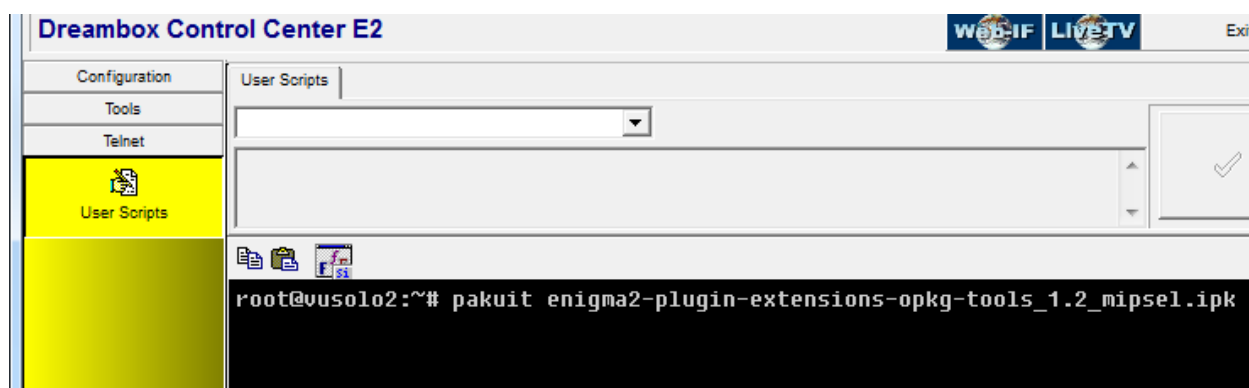 Dreambox Control Center E2
Web-IF LiveTV
Configuration
User Scripts
Tools
Telnet
User Scripts
root@vusolo2:~# pakuit enigma2-plugin-extensions-opkg-tools_1.2_mipsel.ipk